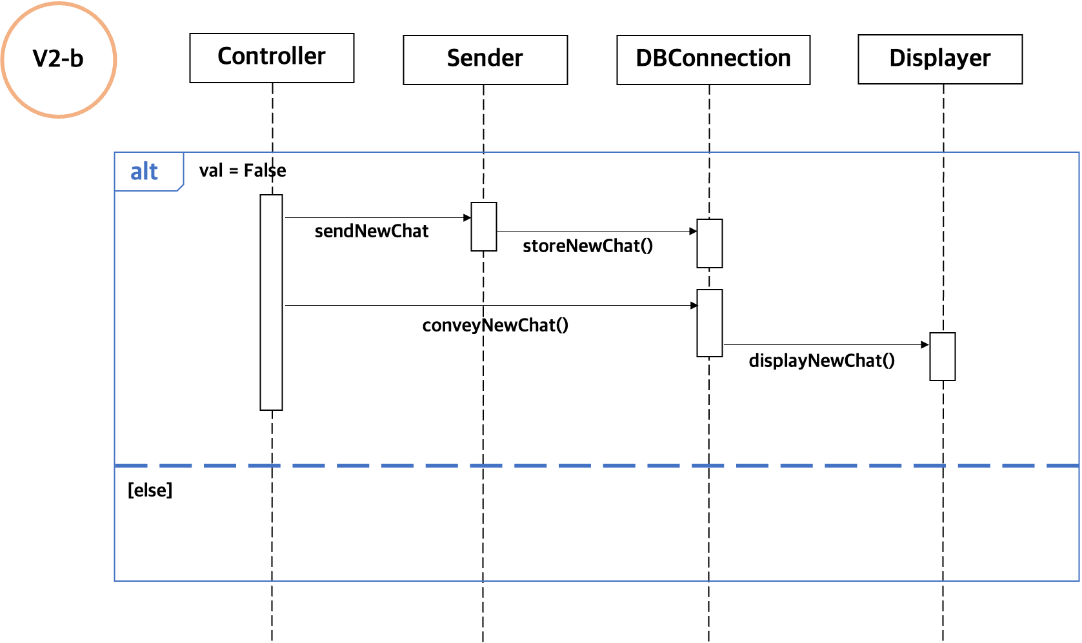 V2-b
Controller
Sender
DBConnection
Displayer
alt
val = False
sendNewChat
storeNewChat()
conveyNewChat()
displayNewChat()
[else]